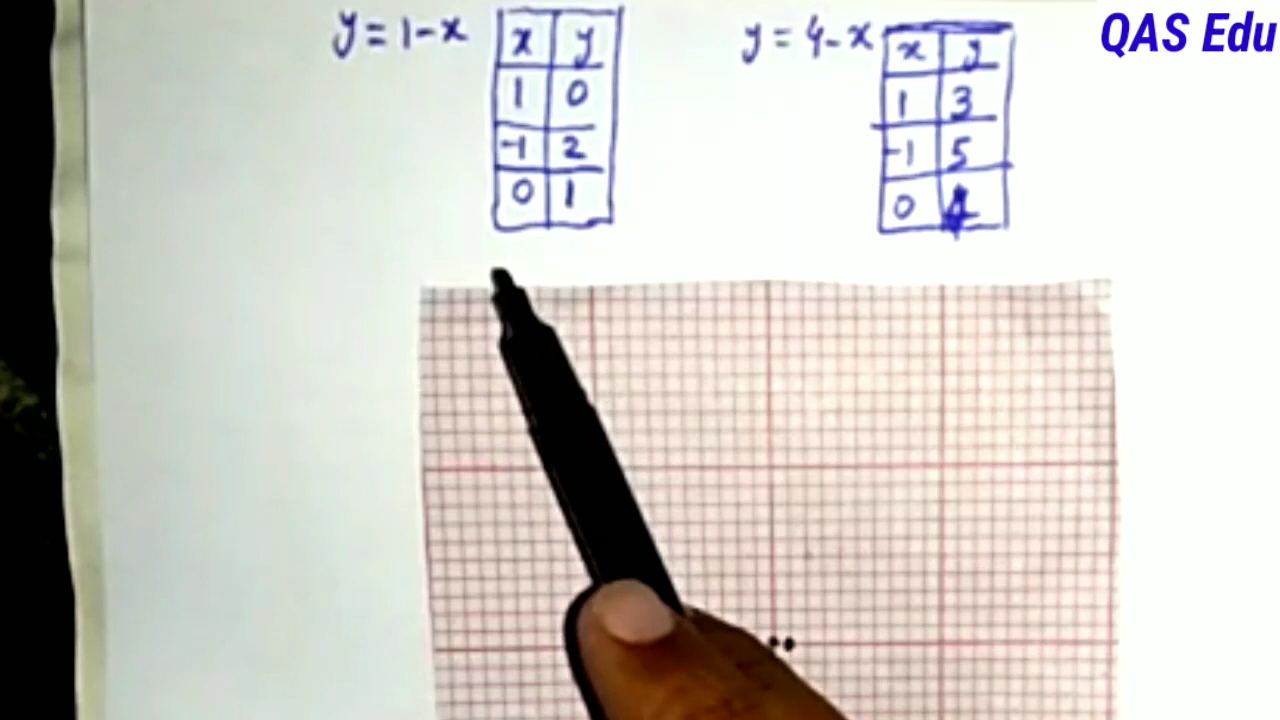 y = 1 - x
x y
1 0
-1 2
0 1
y = 4 - x
x y
1 3
-1 5
0 4
QAS Edu